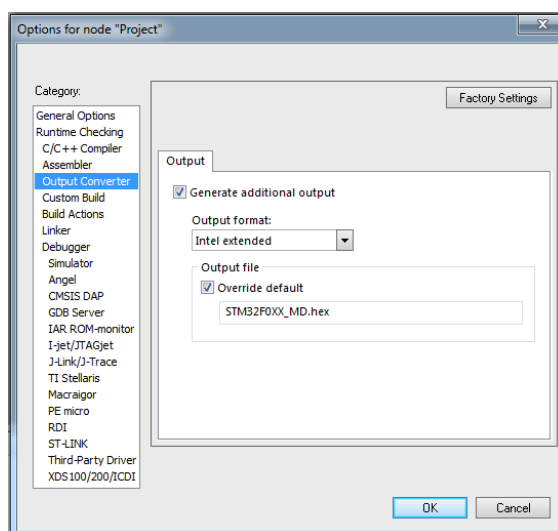 Options for node "Project"
Category:
Factory Settings
General Options
Runtime Checking
C/C++ Compiler
Assembler
Output Converter
Custom Build
Build Actions
Linker
Debugger
Simulator
Angel
CMSIS DAP
GDB Server
IAR ROM-monitor
I-jet/JTAGjet
J-Link/J-Trace
TI Stellaris
Macraigor
PE micro
RDI
ST-LINK
Third-Party Driver
XDS100/200/ICDI
Output
Generate additional output
Output format:
Intel extended
Output file
Override default
STM32F0XX_MD.hex
OK
Cancel